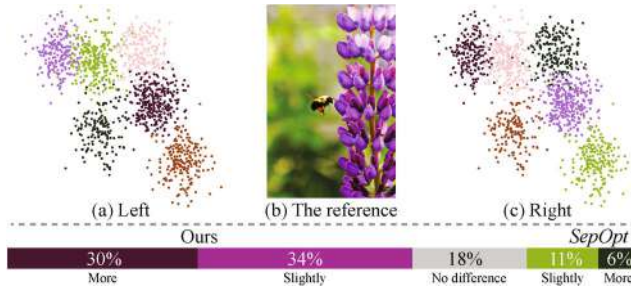 (a) Left
(b) The reference
(c) Right
Ours
SepOpt
30%
34%
18%
11%
6%
More
Slightly
No difference
Slightly
More